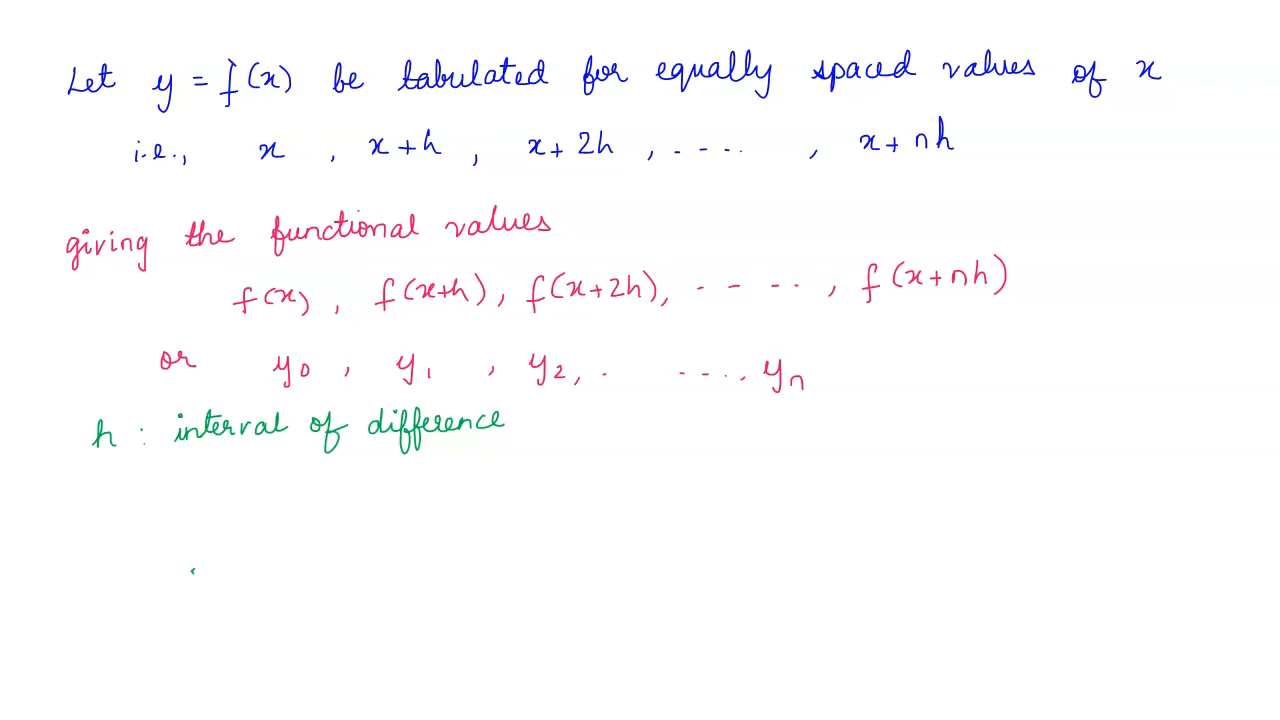 Let y = f(x) be tabulated for equally spaced values of x
i.e., x , x+h , x+2h , ..... , x+nh
giving the functional values
f(x) , f(x+h) , f(x+2h), ..... , f(x+nh)
or y₀ , y₁ , y₂, . .... yₙ
h : interval of difference